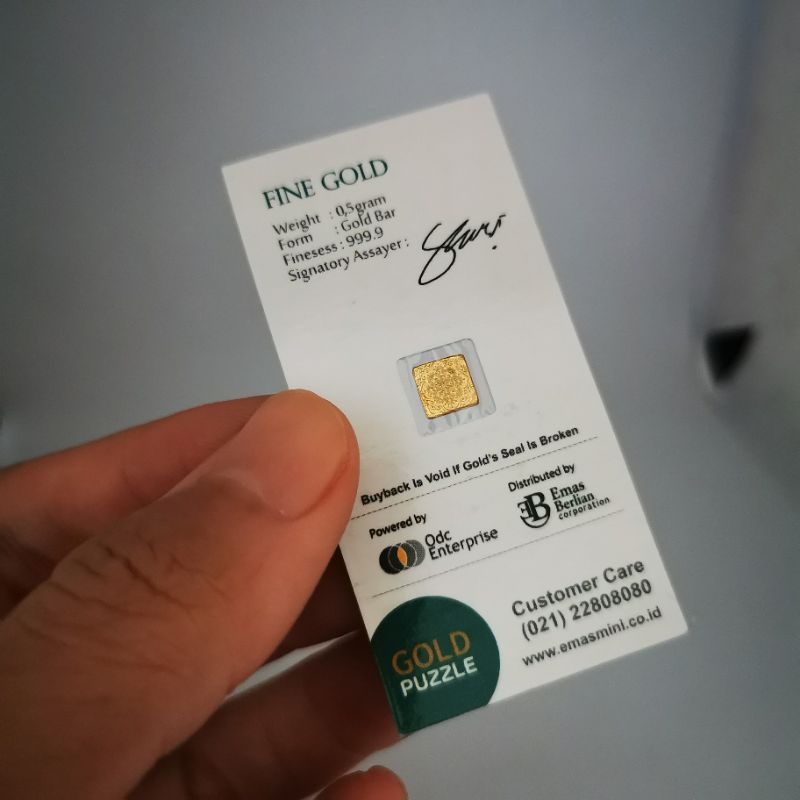 FINE GOLD
Weight : 0,5gram
Form : Gold Bar
Finesess : 999.9
Signatory Assayer :
Buyback Is Void If Gold's Seal Is Broken
Powered by
Odc
Enterprise
Distributed by
EB
Emas
Berlian
corporation
Customer Care
(021) 22808080
www.emasmini.co.id
GOLD
PUZZLE